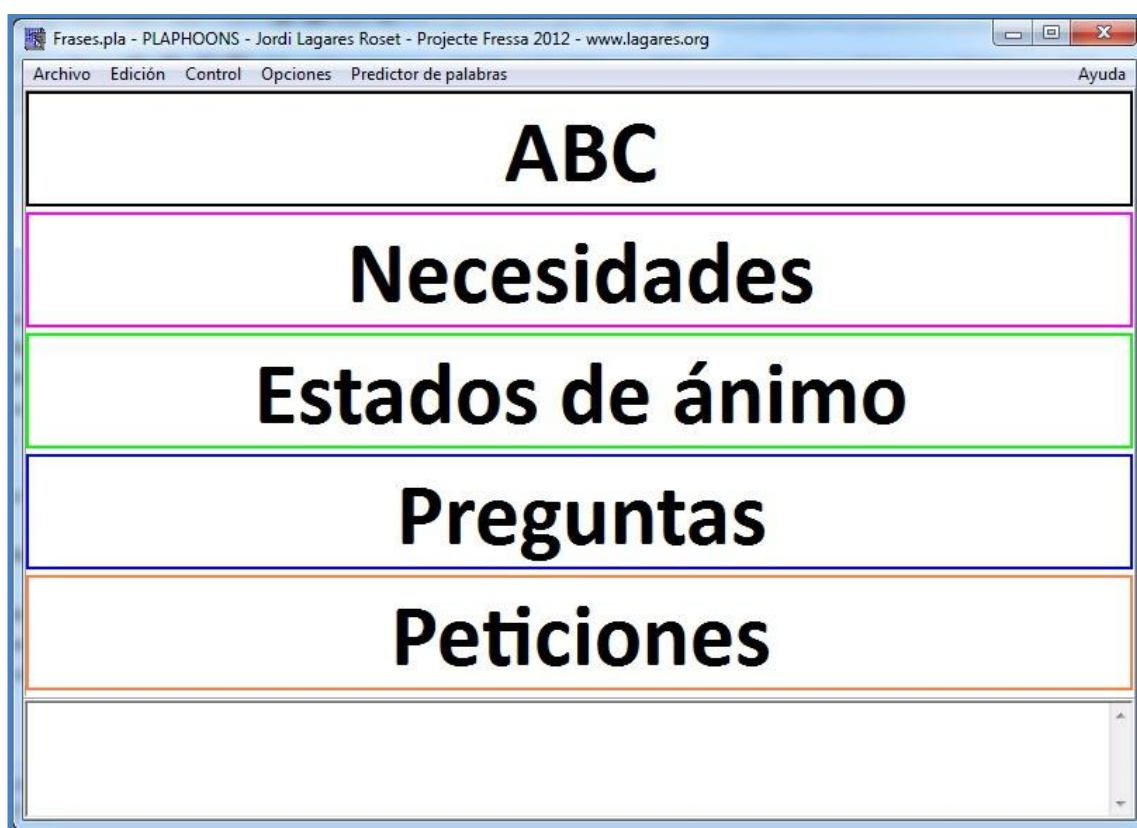 Frases.pla - PLAPHOONS - Jordi Lagares Roset - Projecte Fressa 2012 - www.lagares.org
Archivo Edición Control Opciones Predictor de palabras Ayuda
ABC
Necesidades
Estados de ánimo
Preguntas
Peticiones